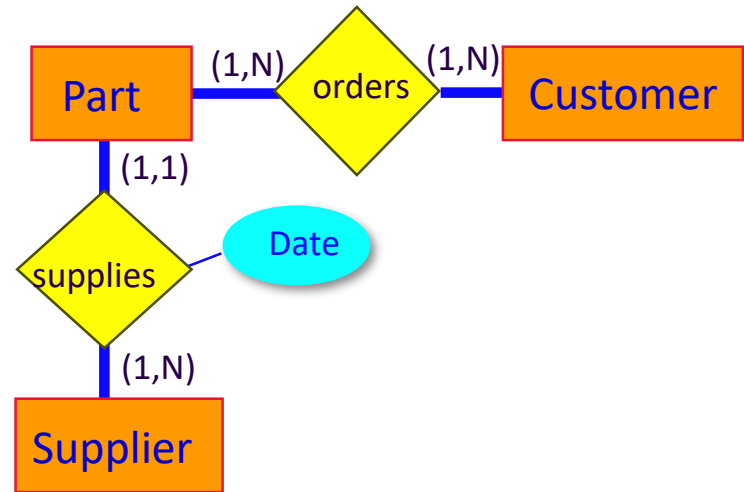 (1,N)
(1,N)
Part
orders
Customer
(1,1)
Date
supplies
(1,N)
Supplier